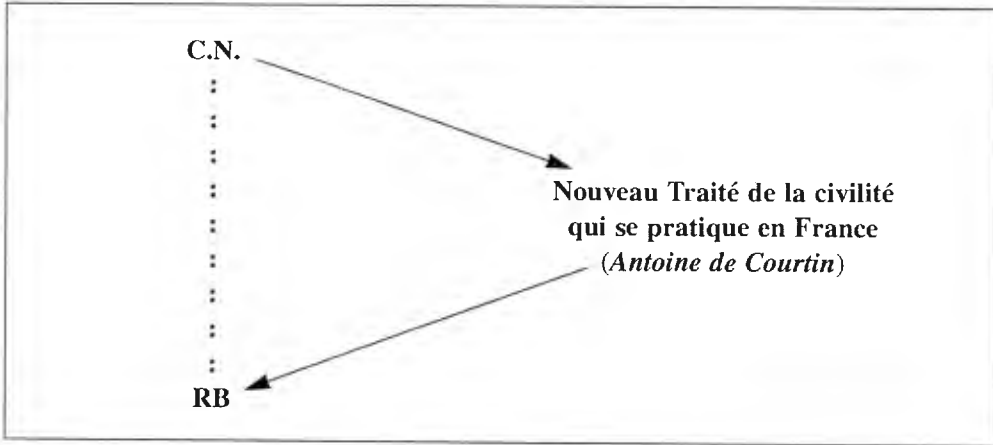 C.N.
Nouveau Traité de la civilité
qui se pratique en France
(Antoine de Courtin)
RB